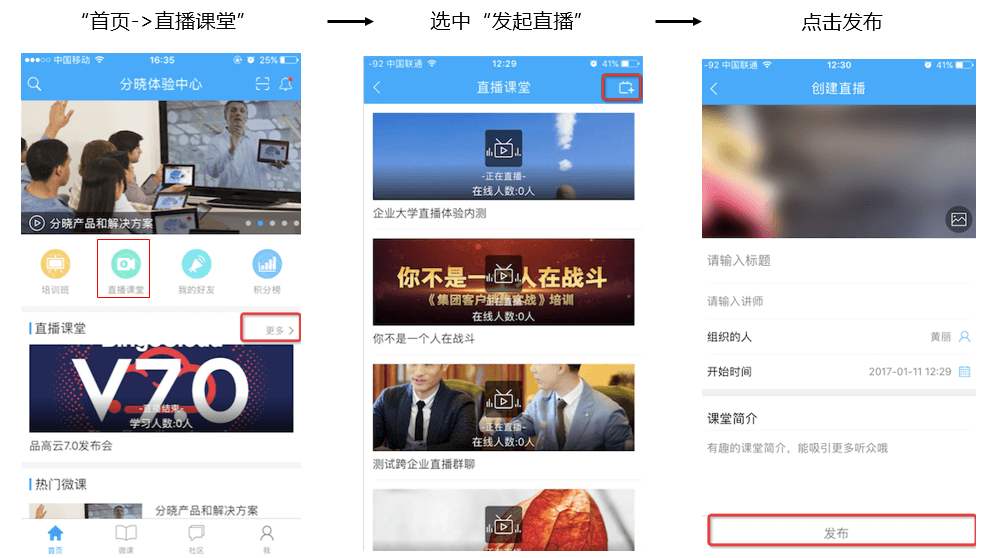 “首页->直播课堂”
选中“发起直播”
点击发布
中国移动 16:35 25%
分晓体验中心
分晓产品和解决方案
培训班 直播课堂 我的好友 积分榜
直播课堂 更多 >
BingoCloud
V7.0
-直播结束-
学习人数:0人
品高云7.0发布会
热门微课
分晓产品和解决方案
首页 微课 社区 我
-92 中国联通 12:29 41%
直播课堂
-正在直播-
在线人数:0人
企业大学直播体验内测
你不是一个人在战斗
《集团客户 实战》培训
在线人数:0人
你不是一个人在战斗
-正在直播-
在线人数:0人
测试跨企业直播群聊
-92 中国联通 12:30 41%
创建直播
请输入标题
请输入讲师
组织的人 黄丽
开始时间 2017-01-11 12:29
课堂简介
有趣的课堂简介，能吸引更多听众哦
发布